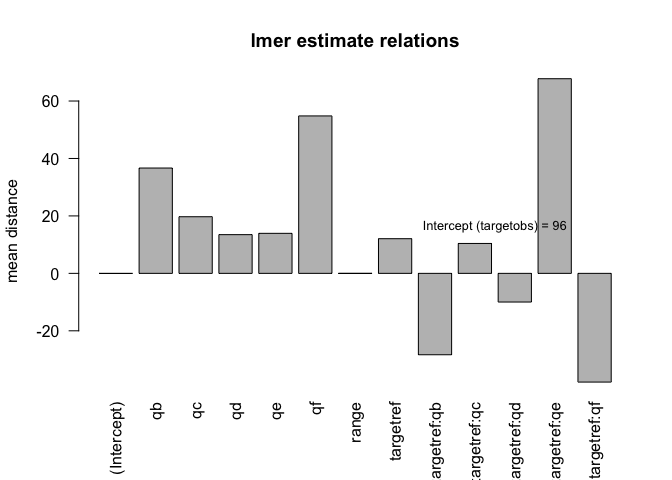 lmer estimate relations
mean distance
60
40
20
0
-20
Intercept (targetobs) = 96
(Intercept)
qb
qc
qd
qe
qf
range
targetref
argetref:qb
targetref:qc
argetref:qd
argetref:qe
targetref:qf